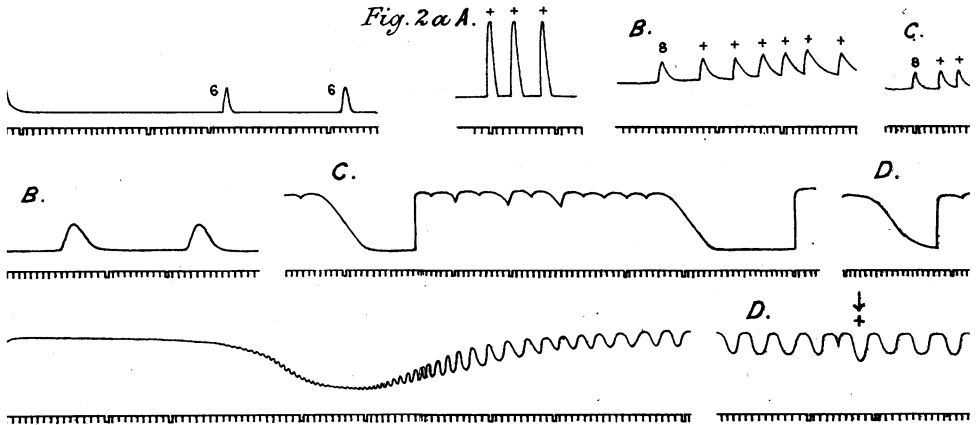 Fig. 2a A.
+ + +
B.
8 + + + + + +
C.
8 + +
6 6
B.
C.
D.
D.
+